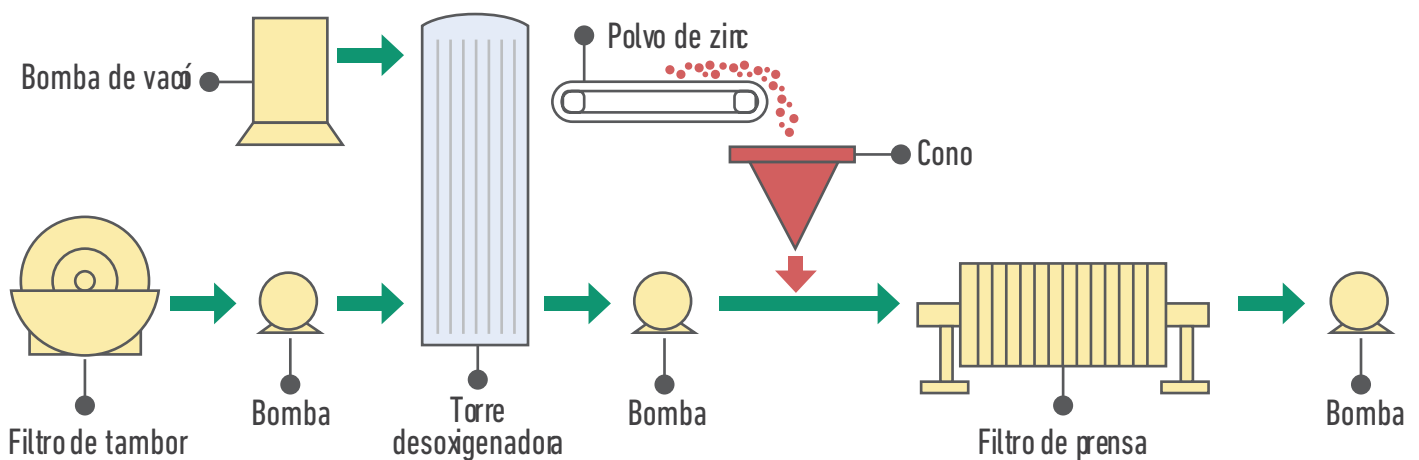 Polvo de zinc
Bomba de vacío
Cono
Bomba
Torre
desoxigenadora
Bomba
Filtro de prensa
Bomba
Filtro de tambor